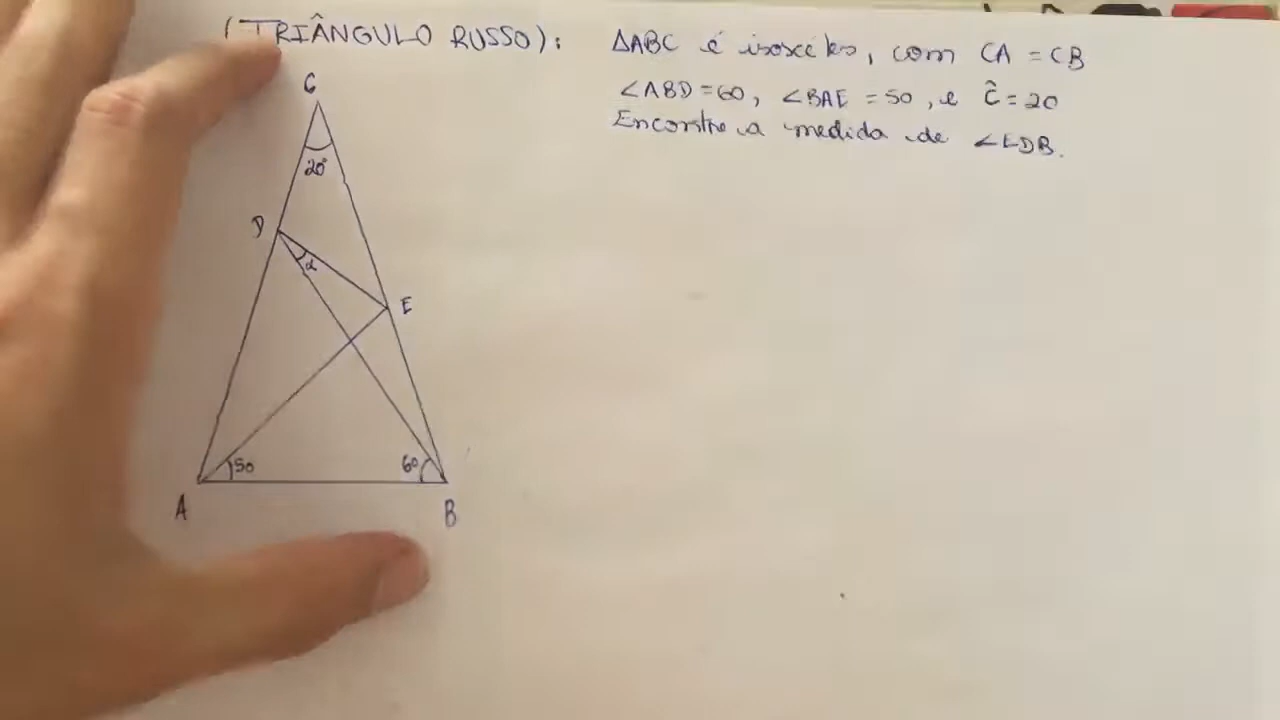 (TRIÂNGULO RUSSO):
ΔABC é isosceles, com CA = CB
∠ABD = 60, ∠BAE = 50, e Ĉ = 20
Encontre a medida de ∠EDB.
C
20°
D
α
E
50
60
A
B